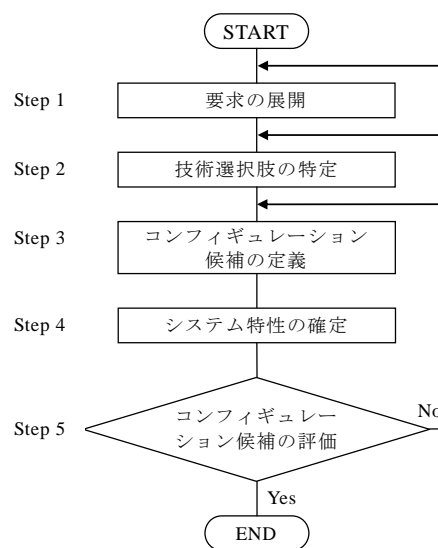 START
Step 1
要求の展開
Step 2
技術選択肢の特定
Step 3
コンフィギュレーション
候補の定義
Step 4
システム特性の確定
Step 5
コンフィギュレー
ション候補の評価
No
Yes
END